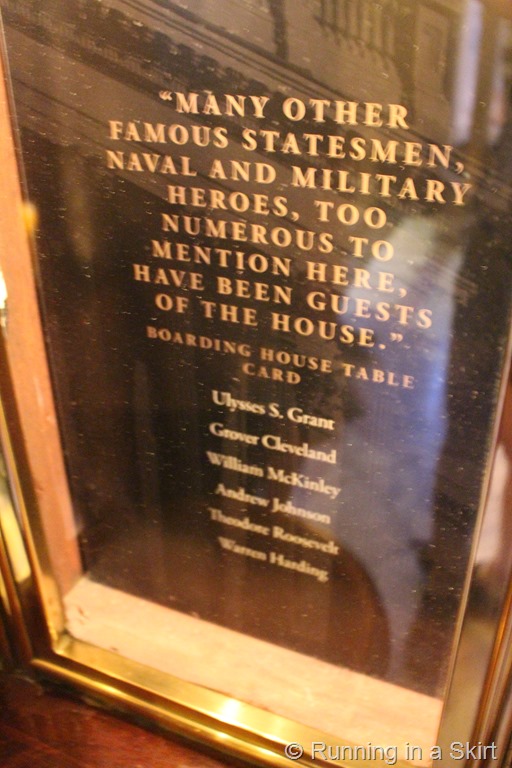 “MANY OTHER
FAMOUS STATESMEN,
NAVAL AND MILITARY
HEROES, TOO
NUMEROUS TO
MENTION HERE,
HAVE BEEN GUESTS
OF THE HOUSE.”
BOARDING HOUSE TABLE
CARD
Ulysses S. Grant
Grover Cleveland
William McKinley
Andrew Johnson
Theodore Roosevelt
Warren Harding
© Running in a Skirt